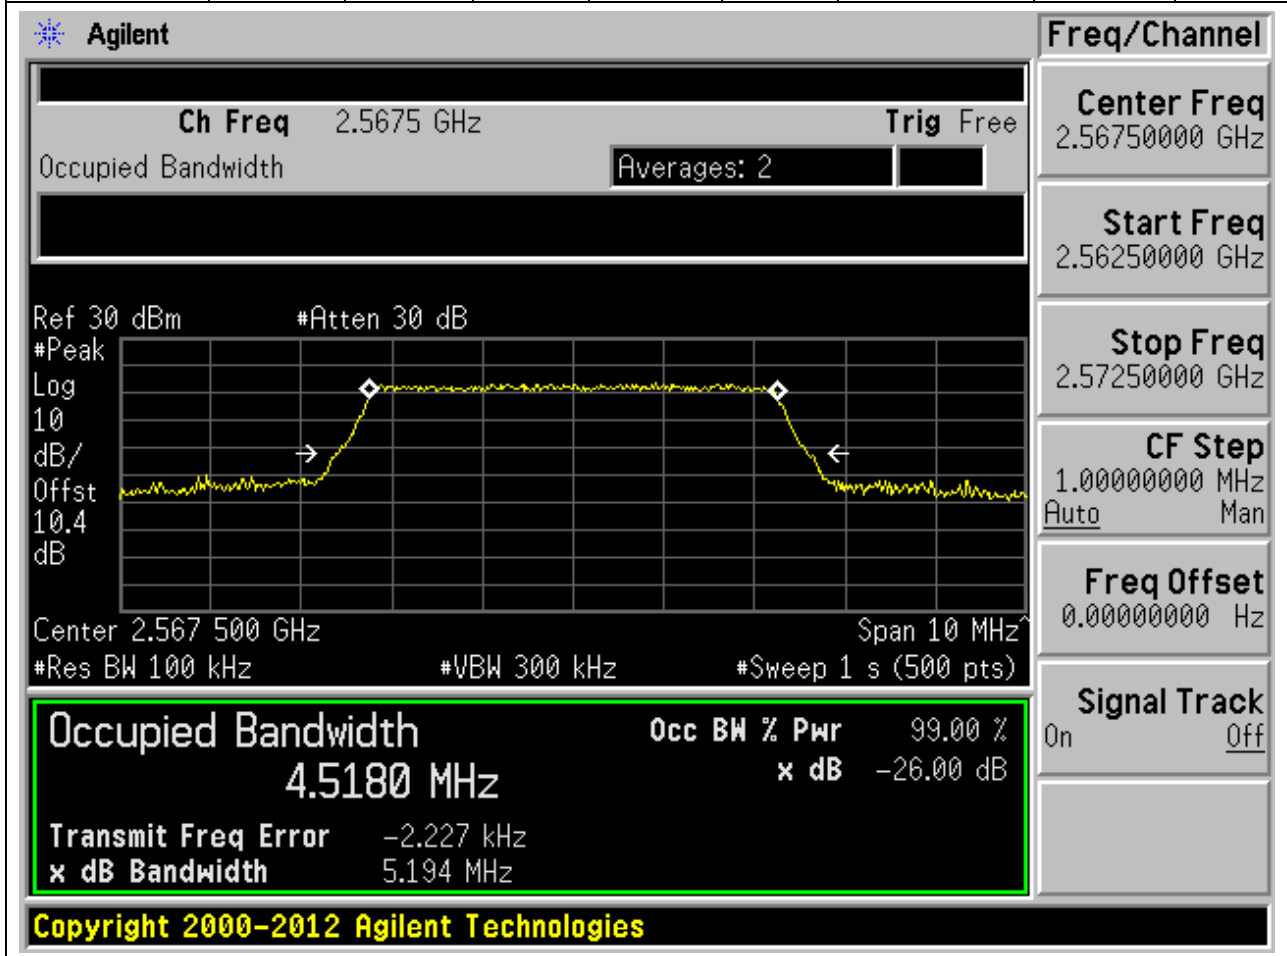 Agilent
Freq/Channel
Ch Freq 2.5675 GHz Trig Free
Occupied Bandwidth Averages: 2
Center Freq
2.56750000 GHz
Start Freq
2.56250000 GHz
Stop Freq
2.57250000 GHz
CF Step
1.00000000 MHz
Auto Man
Freq Offset
0.00000000 Hz
Signal Track
On Off
Ref 30 dBm #Atten 30 dB
#Peak
Log
10
dB/
Offst
10.4
dB
Center 2.567 500 GHz Span 10 MHz^
#Res BW 100 kHz #VBW 300 kHz #Sweep 1 s (500 pts)
Occupied Bandwidth Occ BW % Pwr 99.00 %
4.5180 MHz x dB -26.00 dB
Transmit Freq Error -2.227 kHz
x dB Bandwidth 5.194 MHz
Copyright 2000-2012 Agilent Technologies